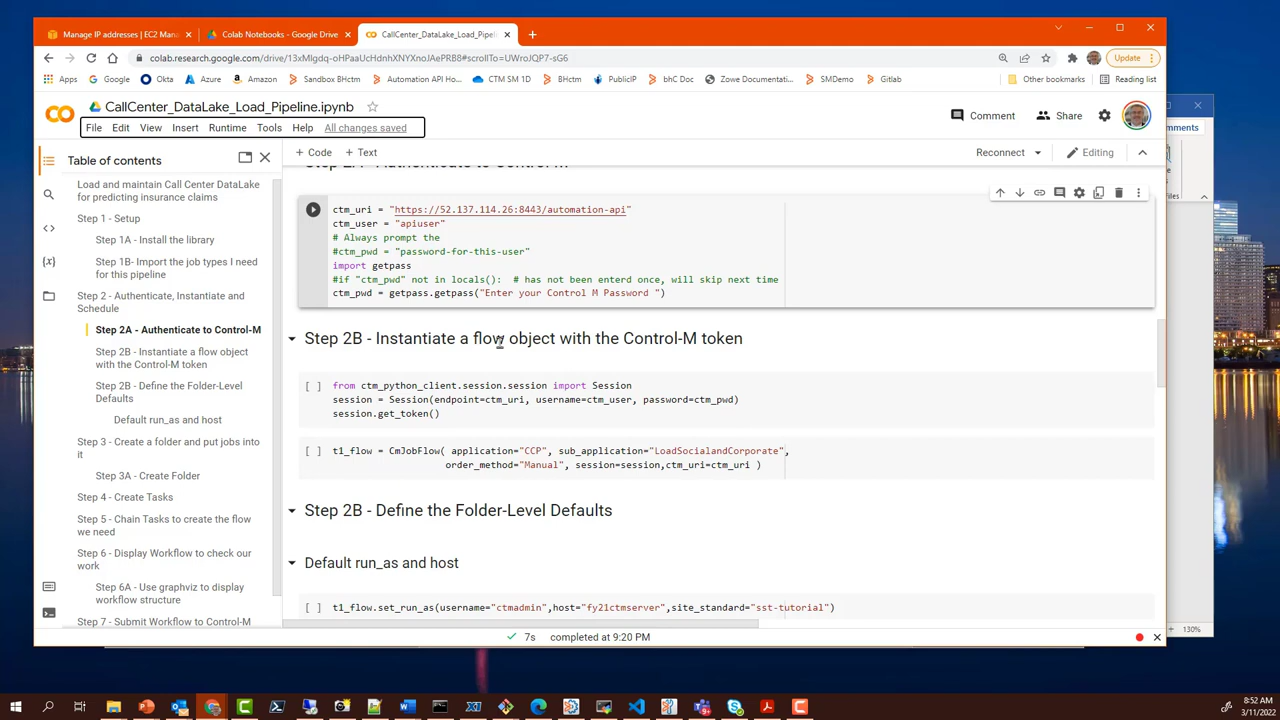 Manage IP addresses | EC2 Man
Colab Notebooks - Google Drive
CallCenter_DataLake_Load_Pipelin
colab.research.google.com/drive/13xMIgdq-oHPaaUcHdnhXNYXnoJAePRB8#scrollTo=UWroJQP7-sG6
Update
Apps
Google
Okta
Azure
Amazon
Sandbox BHctm
Automation API Ho...
CTM SM 1D
BHctm
PublicIP
bhC Doc
Zowe Documentati...
SMDemo
Gitlab
Other bookmarks
Reading list
CallCenter_DataLake_Load_Pipeline.ipynb
File Edit View Insert Runtime Tools Help All changes saved
Comment
Share
mments
+ Code + Text
Reconnect
Editing
Table of contents
Load and maintain Call Center DataLake
for predicting insurance claims
Step 1 - Setup
Step 1A - Install the library
Step 1B- Import the job types I need
for this pipeline
Step 2 - Authenticate, Instantiate and
Schedule
Step 2A - Authenticate to Control-M
Step 2B - Instantiate a flow object
with the Control-M token
Step 2B - Define the Folder-Level
Defaults
Default run_as and host
Step 3 - Create a folder and put jobs into
it
Step 3A - Create Folder
Step 4 - Create Tasks
Step 5 - Chain Tasks to create the flow
we need
Step 6 - Display Workflow to check our
work
Step 6A - Use graphviz to display
workflow structure
Step 7 - Submit Workflow to Control-M
Step 2A - Authenticate to Control-M
ctm_uri = "https://52.137.114.26:8443/automation-api"
ctm_user = "apiuser"
# Always prompt the
#ctm_pwd = "password-for-this-user"
import getpass
#if "ctm_pwd" not in locals(): # has not been enterd once, will skip next time
ctm_pwd = getpass.getpass("Enter your Control M Password ")
Step 2B - Instantiate a flow object with the Control-M token
[ ] from ctm_python_client.session.session import Session
session = Session(endpoint=ctm_uri, username=ctm_user, password=ctm_pwd)
session.get_token()
[ ] t1_flow = CmJobFlow( application="CCP", sub_application="LoadSocialandCorporate",
order_method="Manual", session=session,ctm_uri=ctm_uri )
Step 2B - Define the Folder-Level Defaults
Default run_as and host
[ ] t1_flow.set_run_as(username="ctmadmin",host="fy21ctmserver",site_standard="sst-tutorial")
7s completed at 9:20 PM
130%
8:52 AM
3/11/2022